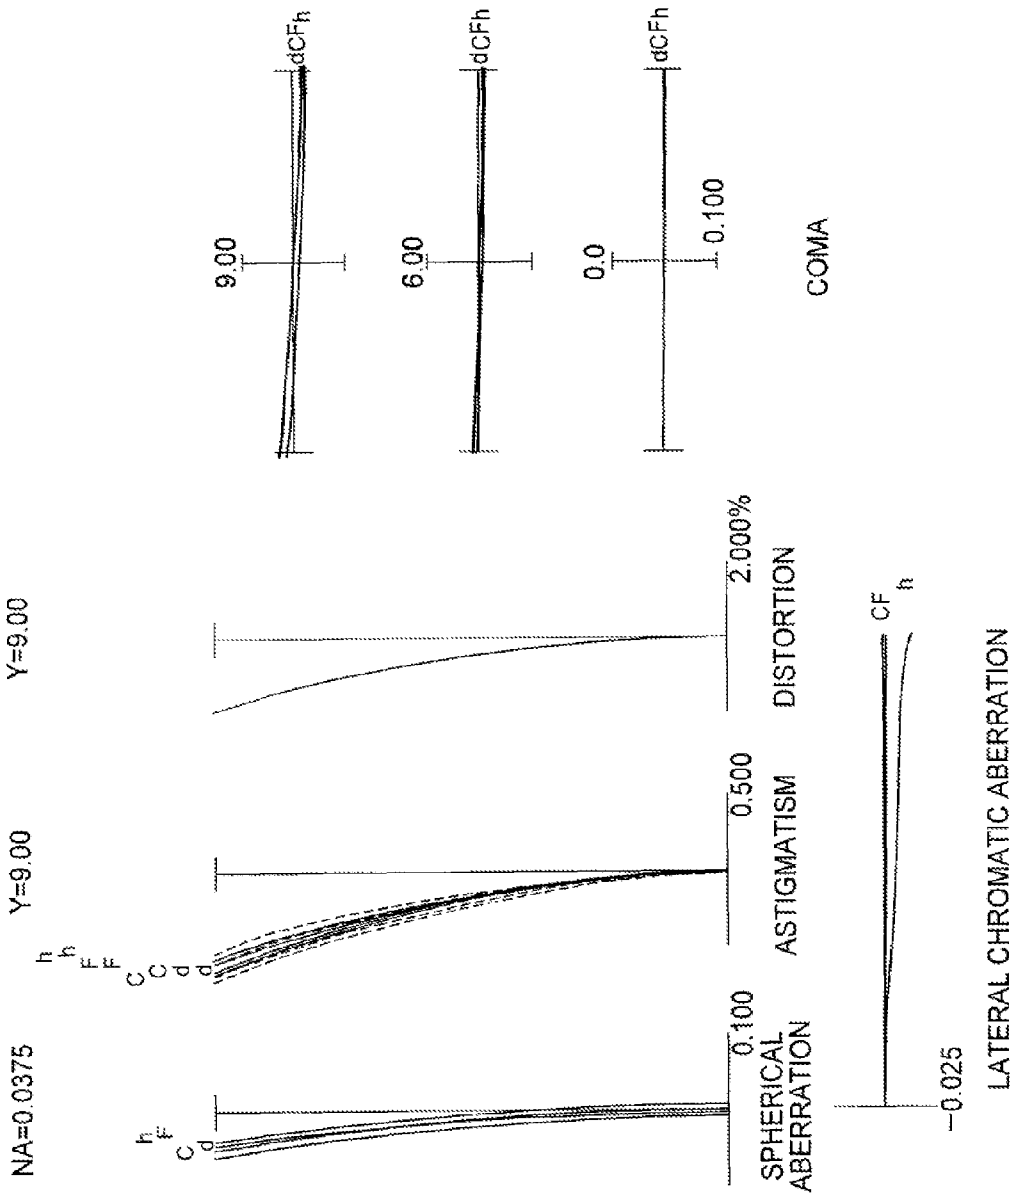 NA=0.0375
Y=9.00
Y=9.00
h
F
C
d
h
h
F
F
C
C
d
d
0.100
SPHERICAL
ABERRATION
0.500
ASTIGMATISM
2.000%
DISTORTION
9.00
dCFh
6.00
dCFh
0.0
dCFh
0.100
COMA
CF
h
−0.025
LATERAL CHROMATIC ABERRATION